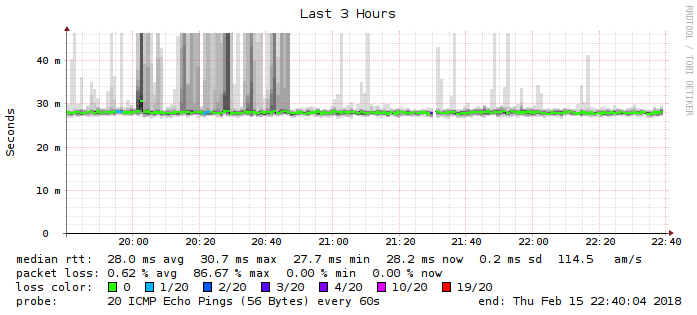 Last 3 Hours
RRDTOOL / TOBI OETIKER
Seconds
40 m
30 m
20 m
10 m
0
20:00 20:20 20:40 21:00 21:20 21:40 22:00 22:20 22:40
median rtt: 28.0 ms avg 30.7 ms max 27.7 ms min 28.2 ms now 0.2 ms sd 114.5 am/s
packet loss: 0.62 % avg 86.67 % max 0.00 % min 0.00 % now
loss color: 0 1/20 2/20 3/20 4/20 10/20 19/20
probe: 20 ICMP Echo Pings (56 Bytes) every 60s end: Thu Feb 15 22:40:04 2018